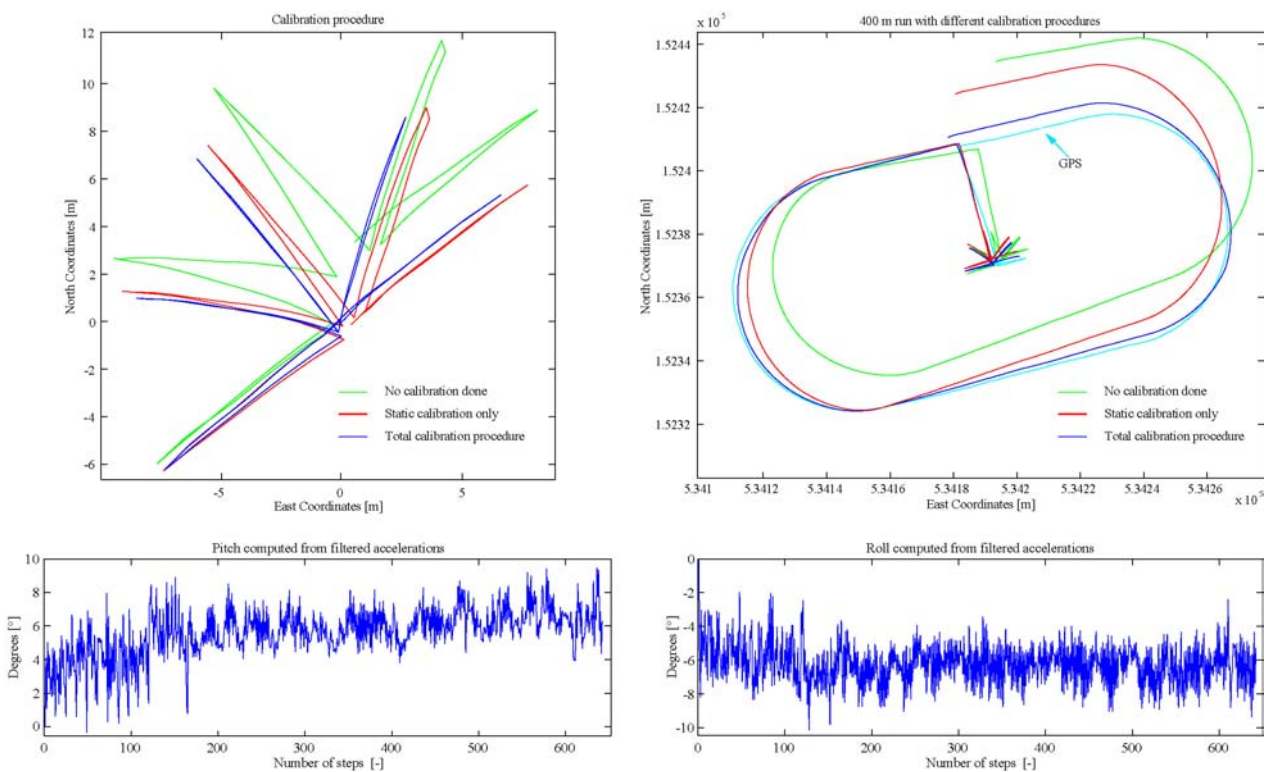 Calibration procedure
12
10
8
6
4
2
0
-2
-4
-6
North Coordinates [m]
-5
0
5
East Coordinates [m]
No calibration done
Static calibration only
Total calibration procedure
400 m run with different calibration procedures
x 10⁵
1.5244
1.5242
1.524
1.5238
1.5236
1.5234
1.5232
North Coordinates [m]
GPS
No calibration done
Static calibration only
Total calibration procedure
5.341
5.3412
5.3414
5.3416
5.3418
5.342
5.3422
5.3424
5.3426
x 10⁵
East Coordinates [m]
Pitch computed from filtered accelerations
10
8
6
4
2
0
Degrees [°]
0
100
200
300
400
500
600
Number of steps [-]
Roll computed from filtered accelerations
-0
-2
-4
-6
-8
-10
Degrees [°]
0
100
200
300
400
500
600
Number of steps [-]